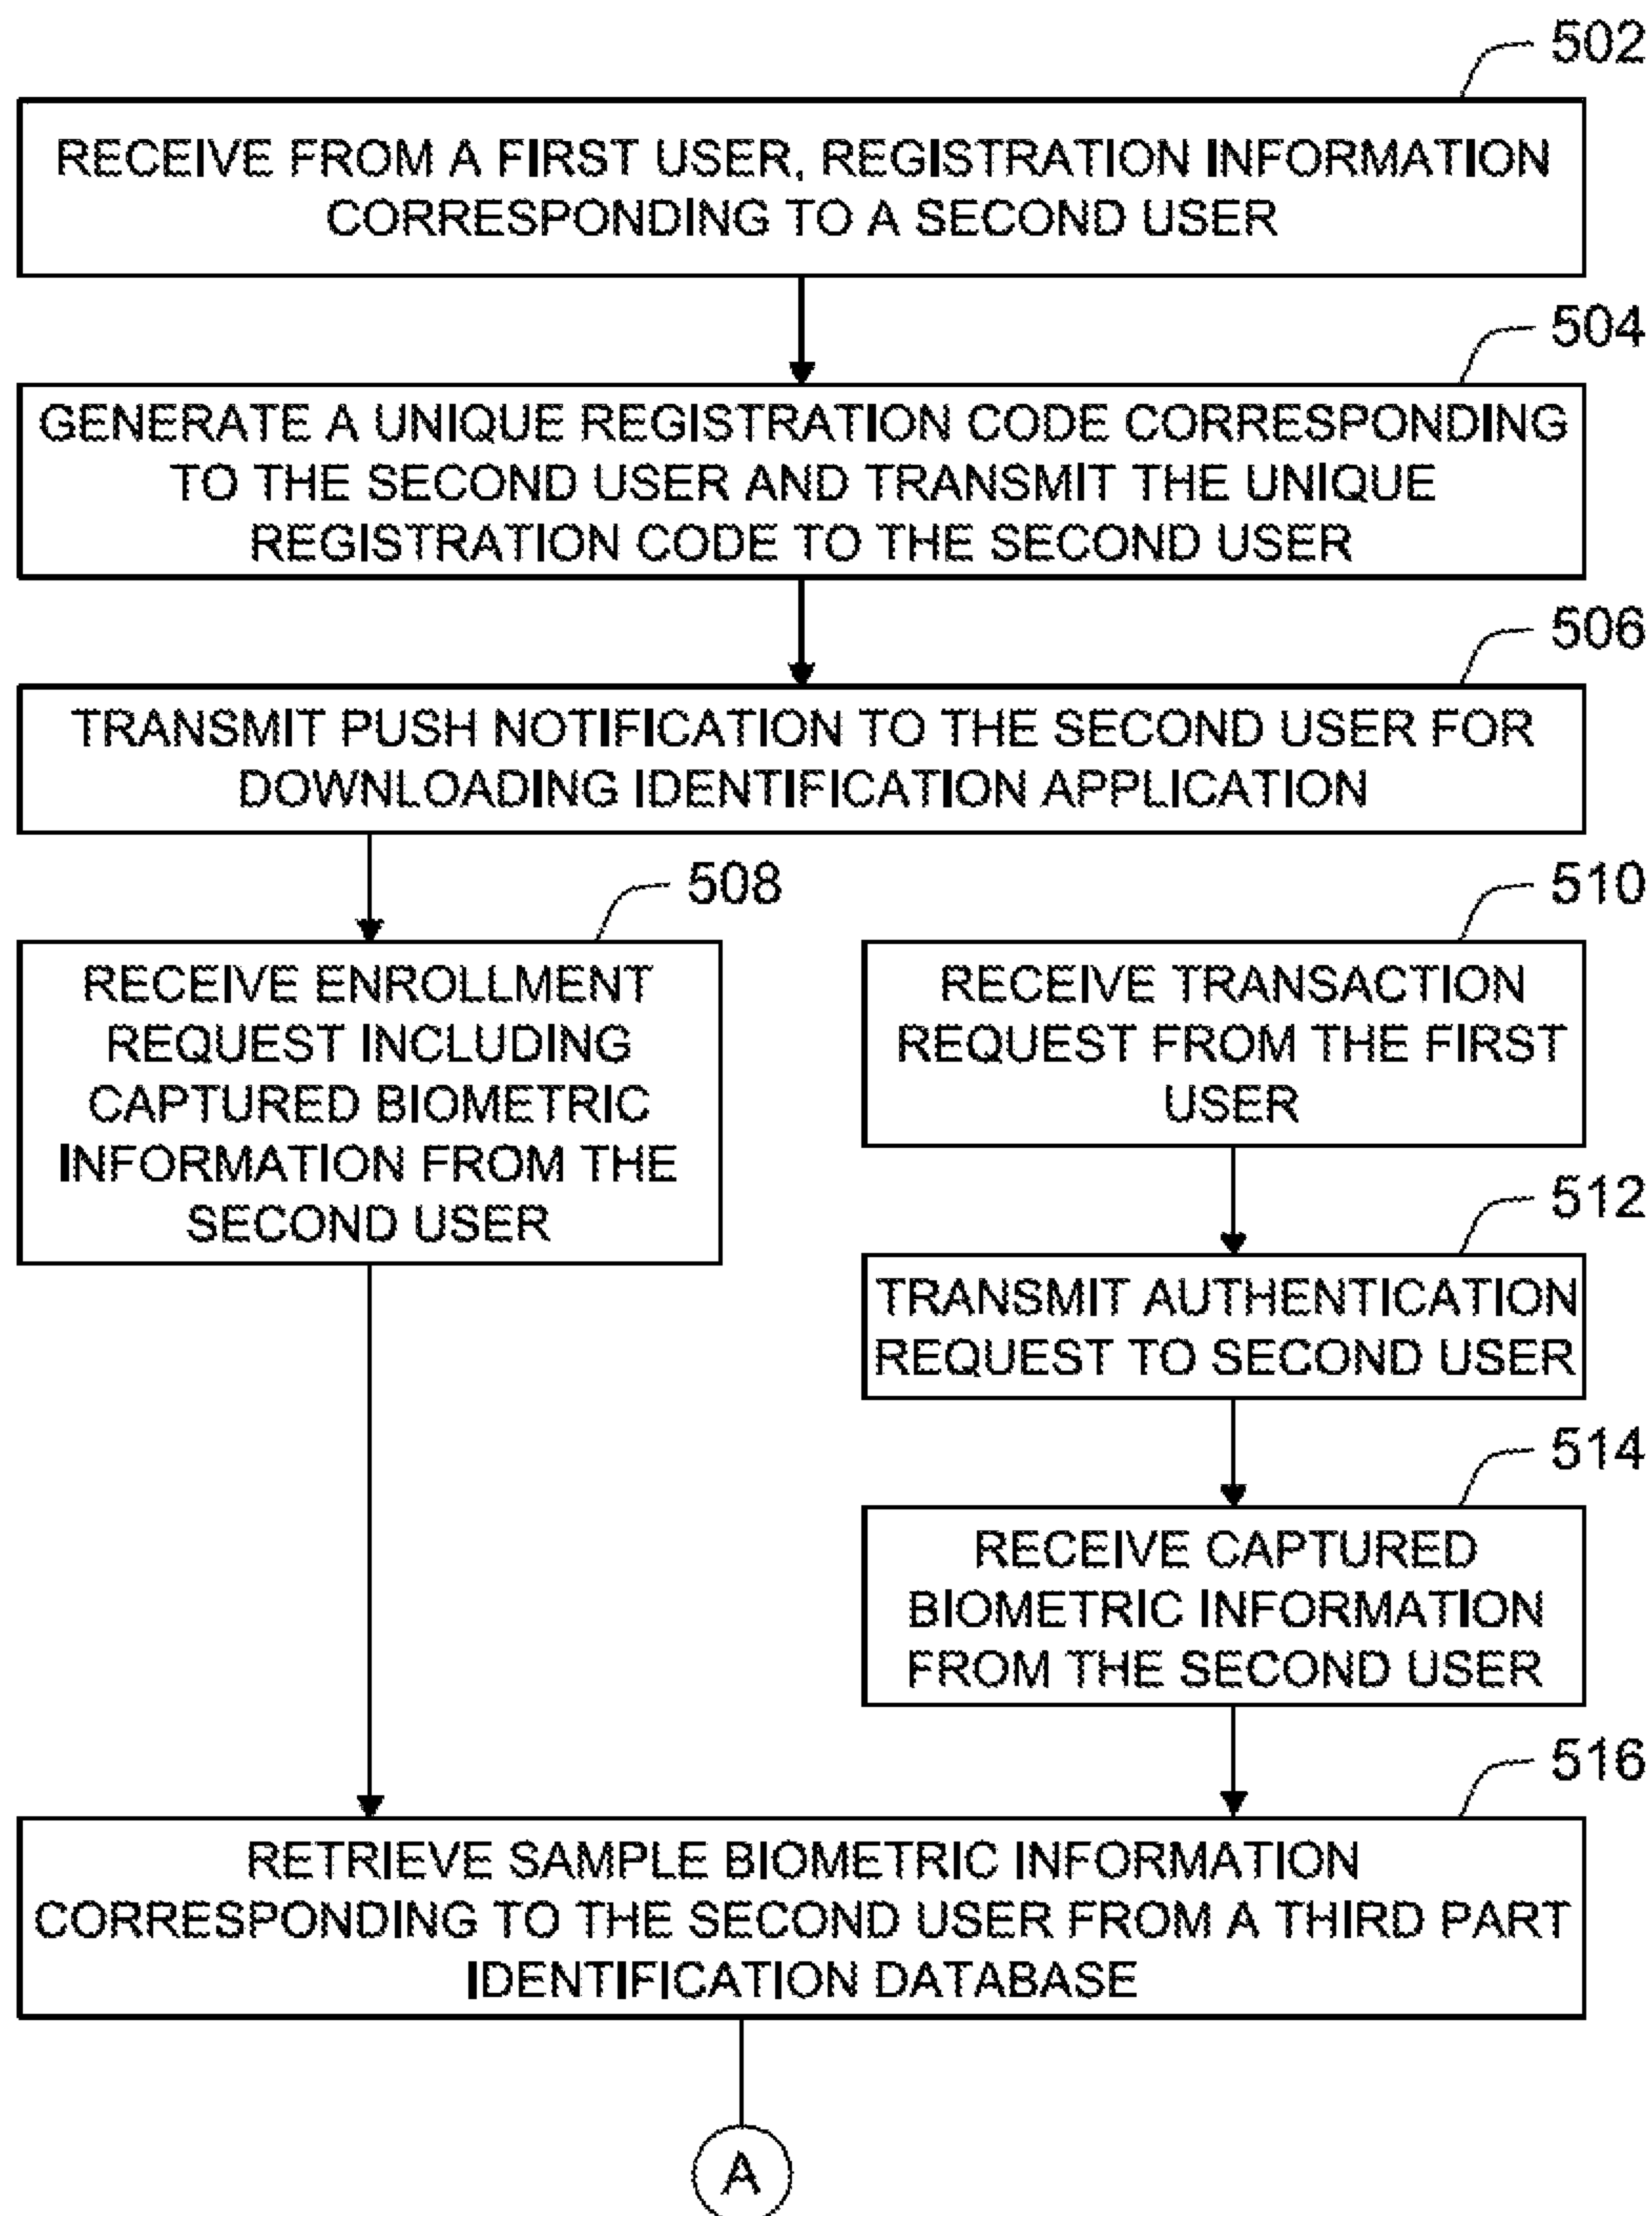 502
RECEIVE FROM A FIRST USER, REGISTRATION INFORMATION
CORRESPONDING TO A SECOND USER
504
GENERATE A UNIQUE REGISTRATION CODE CORRESPONDING
TO THE SECOND USER AND TRANSMIT THE UNIQUE
REGISTRATION CODE TO THE SECOND USER
506
TRANSMIT PUSH NOTIFICATION TO THE SECOND USER FOR
DOWNLOADING IDENTIFICATION APPLICATION
508
RECEIVE ENROLLMENT
REQUEST INCLUDING
CAPTURED BIOMETRIC
INFORMATION FROM THE
SECOND USER
510
RECEIVE TRANSACTION
REQUEST FROM THE FIRST
USER
512
TRANSMIT AUTHENTICATION
REQUEST TO SECOND USER
514
RECEIVE CAPTURED
BIOMETRIC INFORMATION
FROM THE SECOND USER
516
RETRIEVE SAMPLE BIOMETRIC INFORMATION
CORRESPONDING TO THE SECOND USER FROM A THIRD PART
IDENTIFICATION DATABASE
A